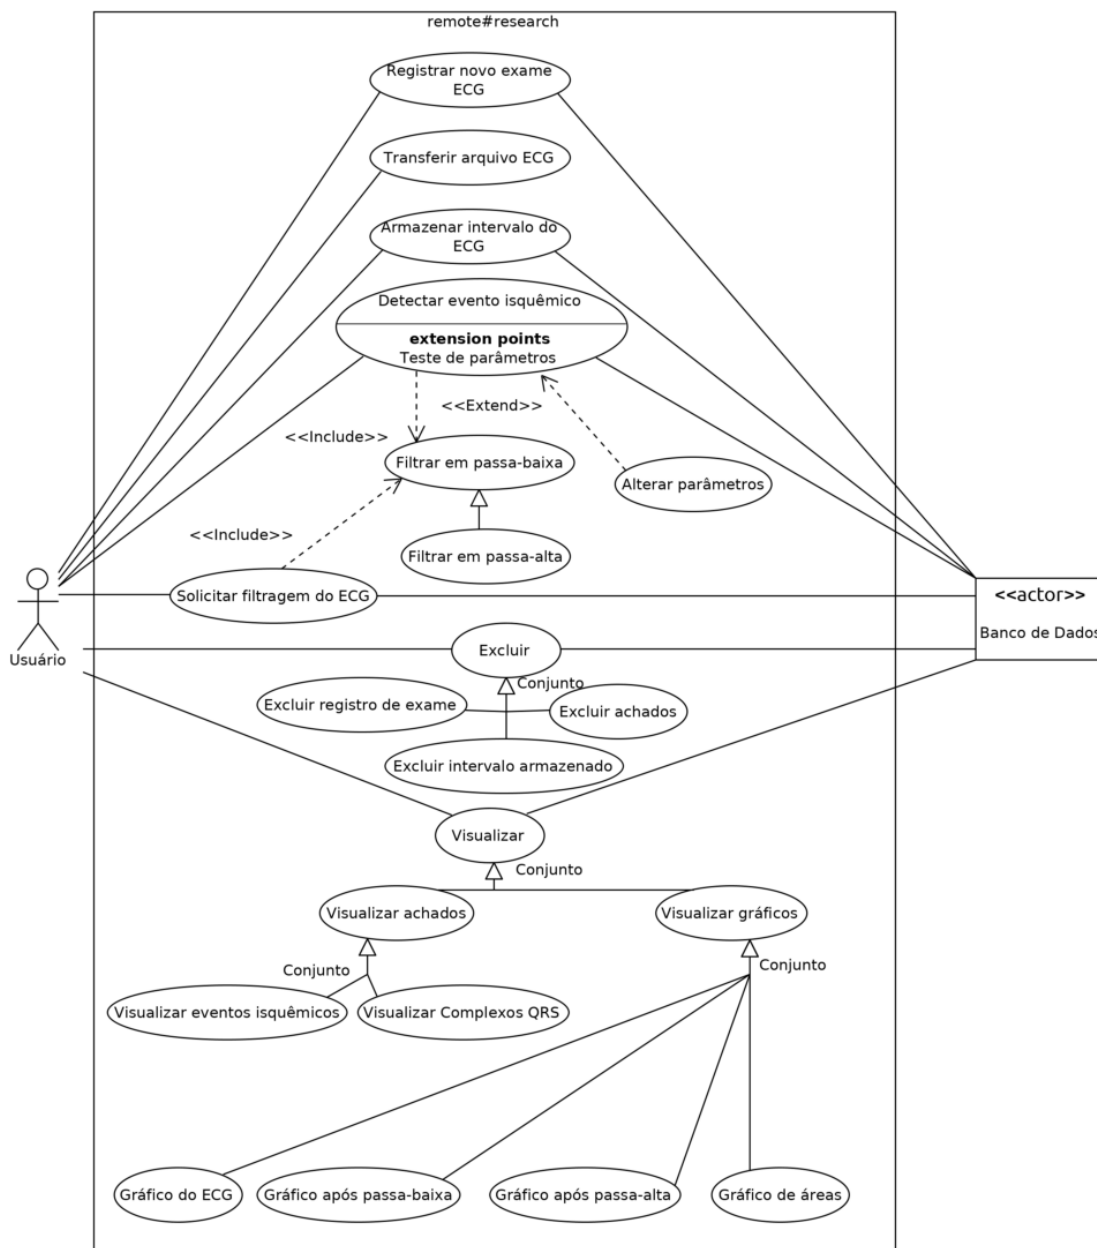 remote#research
Registrar novo exame
ECG
Transferir arquivo ECG
Armazenar intervalo do
ECG
Detectar evento isquêmico
extension points
Teste de parâmetros
<<Extend>>
<<Include>>
Filtrar em passa-baixa
Alterar parâmetros
<<Include>>
Filtrar em passa-alta
Solicitar filtragem do ECG
<<actor>>
Banco de Dados
Usuário
Excluir
Conjunto
Excluir registro de exame
Excluir achados
Excluir intervalo armazenado
Visualizar
Conjunto
Visualizar achados
Visualizar gráficos
Conjunto
Conjunto
Visualizar eventos isquêmicos
Visualizar Complexos QRS
Gráfico do ECG
Gráfico após passa-baixa
Gráfico após passa-alta
Gráfico de áreas